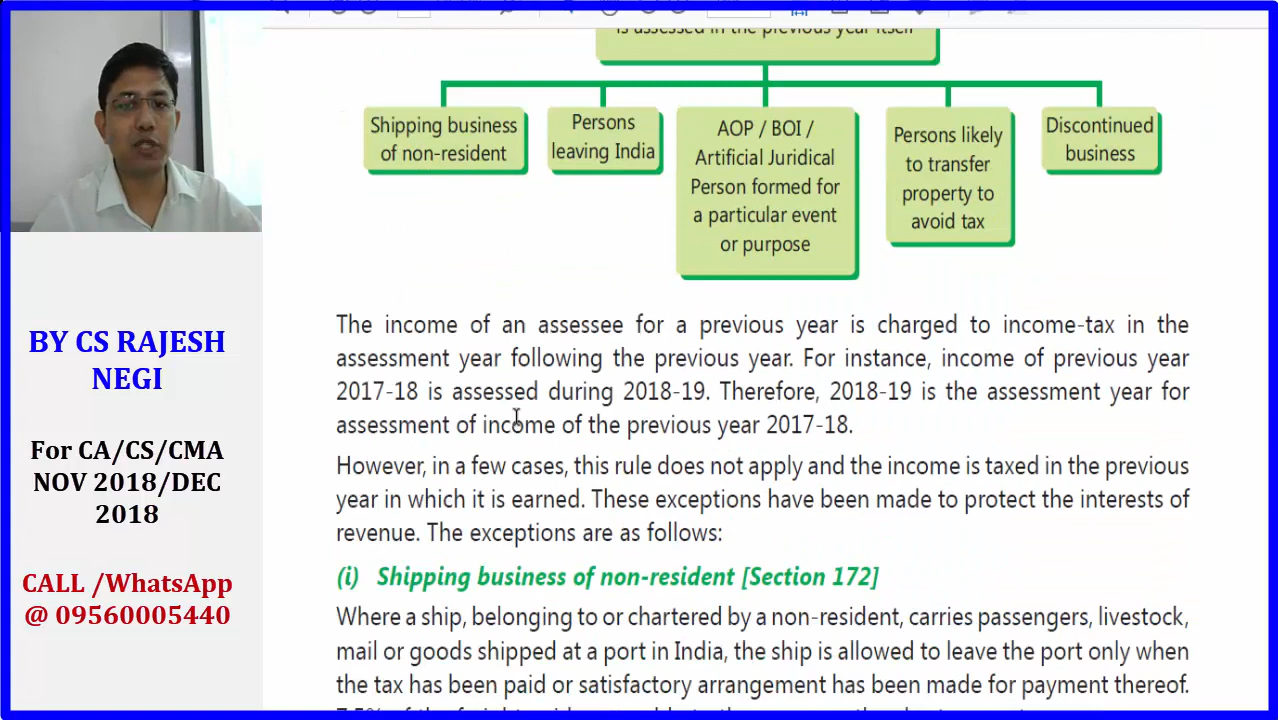 is assessed in the previous year itself
Shipping business
of non-resident
Persons
leaving India
AOP / BOI /
Artificial Juridical
Person formed for
a particular event
or purpose
Persons likely
to transfer
property to
avoid tax
Discontinued
business
The income of an assessee for a previous year is charged to income-tax in the
assessment year following the previous year. For instance, income of previous year
2017-18 is assessed during 2018-19. Therefore, 2018-19 is the assessment year for
assessment of income of the previous year 2017-18.
However, in a few cases, this rule does not apply and the income is taxed in the previous
year in which it is earned. These exceptions have been made to protect the interests of
revenue. The exceptions are as follows:
(i) Shipping business of non-resident [Section 172]
Where a ship, belonging to or chartered by a non-resident, carries passengers, livestock,
mail or goods shipped at a port in India, the ship is allowed to leave the port only when
the tax has been paid or satisfactory arrangement has been made for payment thereof.
BY CS RAJESH
NEGI
For CA/CS/CMA
NOV 2018/DEC
2018
CALL /WhatsApp
@ 09560005440